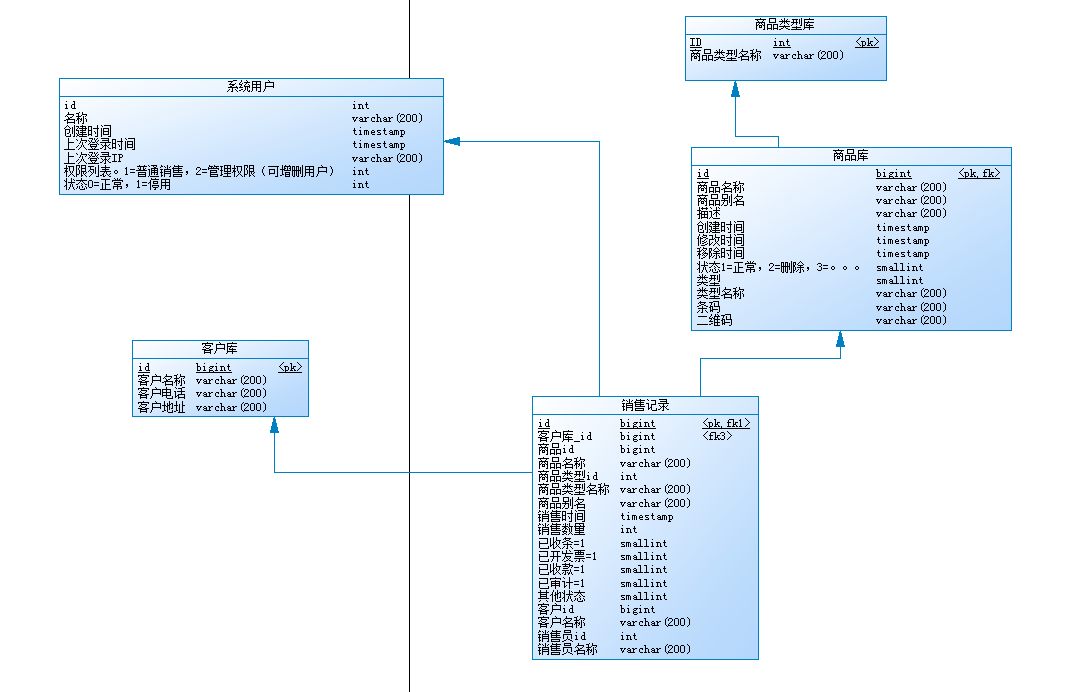 商品类型库
ID int <pk>
商品类型名称 varchar(200)
系统用户
id int
名称 varchar(200)
创建时间 timestamp
上次登录时间 timestamp
上次登录IP varchar(200)
权限列表。1=普通销售，2=管理权限（可增删用户） int
状态0=正常，1=停用 int
商品库
id bigint <pk,fk>
商品名称 varchar(200)
商品别名 varchar(200)
描述 varchar(200)
创建时间 timestamp
修改时间 timestamp
移除时间 timestamp
状态1=正常，2=删除，3=。。。 smallint
类型 smallint
类型名称 varchar(200)
条码 varchar(200)
二维码 varchar(200)
客户库
id bigint <pk>
客户名称 varchar(200)
客户电话 varchar(200)
客户地址 varchar(200)
销售记录
id bigint <pk,fk1>
客户库_id bigint <fk3>
商品id bigint
商品名称 varchar(200)
商品类型id int
商品类型名称 varchar(200)
商品别名 varchar(200)
销售时间 timestamp
销售数量 int
已收条=1 smallint
已开发票=1 smallint
已收款=1 smallint
已审计=1 smallint
其他状态 smallint
客户id bigint
客户名称 varchar(200)
销售员id int
销售员名称 varchar(200)